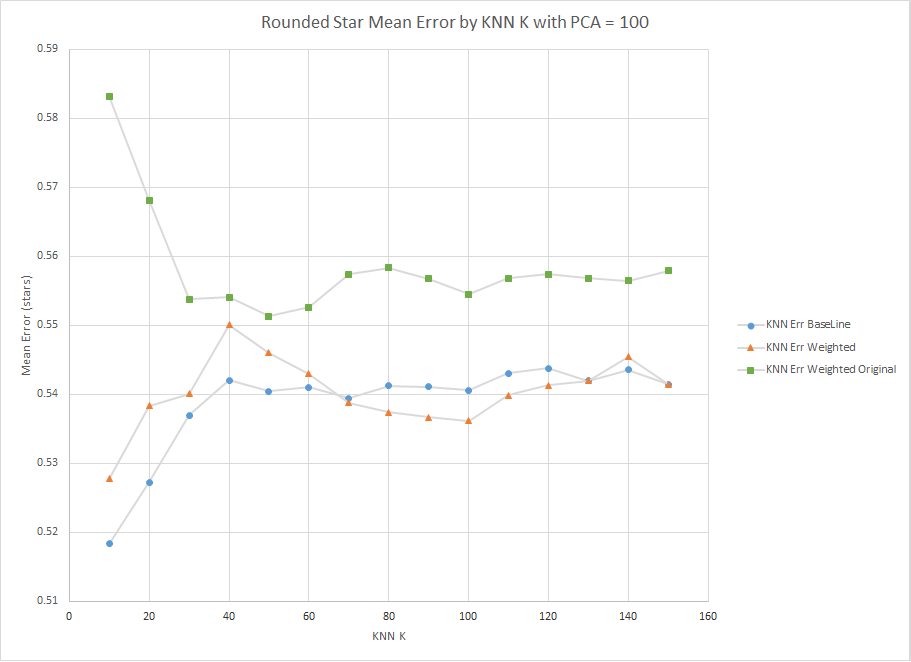 Rounded Star Mean Error by KNN K with PCA = 100
0.59
0.58
0.57
0.56
0.55
0.54
0.53
0.52
0.51
Mean Error (stars)
0 20 40 60 80 100 120 140 160
KNN K
KNN Err BaseLine
KNN Err Weighted
KNN Err Weighted Original